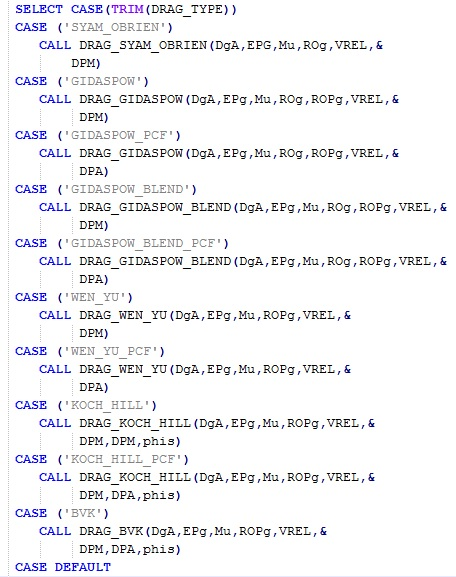 SELECT CASE(TRIM(DRAG_TYPE))
CASE ('SYAM_OBRIEN')
CALL DRAG_SYAM_OBRIEN(DgA,EPG,Mu,ROg,VREL,&
DPM)
CASE ('GIDASPOW')
CALL DRAG_GIDASPOW(DgA,EPg,Mu,ROg,ROPg,VREL,&
DPM)
CASE ('GIDASPOW_PCF')
CALL DRAG_GIDASPOW(DgA,EPg,Mu,ROg,ROPg,VREL,&
DPA)
CASE ('GIDASPOW_BLEND')
CALL DRAG_GIDASPOW_BLEND(DgA,EPg,Mu,ROg,ROPg,VREL,&
DPM)
CASE ('GIDASPOW_BLEND_PCF')
CALL DRAG_GIDASPOW_BLEND(DgA,EPg,Mu,ROg,ROPg,VREL,&
DPA)
CASE ('WEN_YU')
CALL DRAG_WEN_YU(DgA,EPg,Mu,ROPg,VREL,&
DPM)
CASE ('WEN_YU_PCF')
CALL DRAG_WEN_YU(DgA,EPg,Mu,ROPg,VREL,&
DPA)
CASE ('KOCH_HILL')
CALL DRAG_KOCH_HILL(DgA,EPg,Mu,ROPg,VREL,&
DPM,DPM,phis)
CASE ('KOCH_HILL_PCF')
CALL DRAG_KOCH_HILL(DgA,EPg,Mu,ROPg,VREL,&
DPM,DPA,phis)
CASE ('BVK')
CALL DRAG_BVK(DgA,EPg,Mu,ROPg,VREL,&
DPM,DPA,phis)
CASE DEFAULT